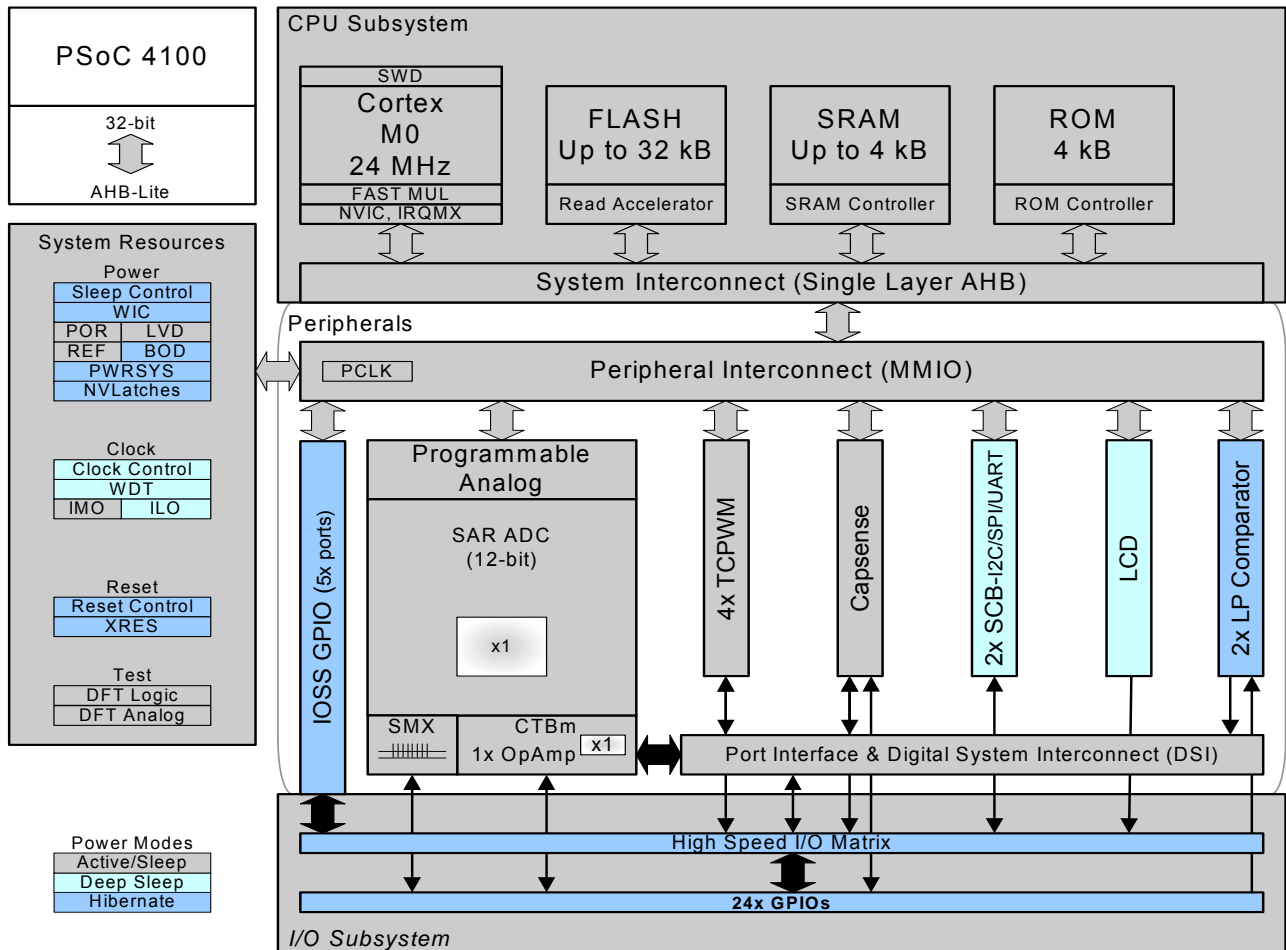 PSoC 4100
32-bit
AHB-Lite
CPU Subsystem
SWD
Cortex
M0
24 MHz
FAST MUL
NVIC, IRQMX
FLASH
Up to 32 kB
Read Accelerator
SRAM
Up to 4 kB
SRAM Controller
ROM
4 kB
ROM Controller
System Interconnect (Single Layer AHB)
System Resources
Power
Sleep Control
WIC
POR LVD
REF BOD
PWRSYS
NVLatches
Clock
Clock Control
WDT
IMO ILO
Reset
Reset Control
XRES
Test
DFT Logic
DFT Analog
Peripherals
PCLK
Peripheral Interconnect (MMIO)
IOSS GPIO (5x ports)
Programmable
Analog
SAR ADC
(12-bit)
x1
SMX
CTBm
1x OpAmp
x1
4x TCPWM
Capsense
2x SCB-I2C/SPI/UART
LCD
2x LP Comparator
Port Interface & Digital System Interconnect (DSI)
High Speed I/O Matrix
24x GPIOs
I/O Subsystem
Power Modes
Active/Sleep
Deep Sleep
Hibernate